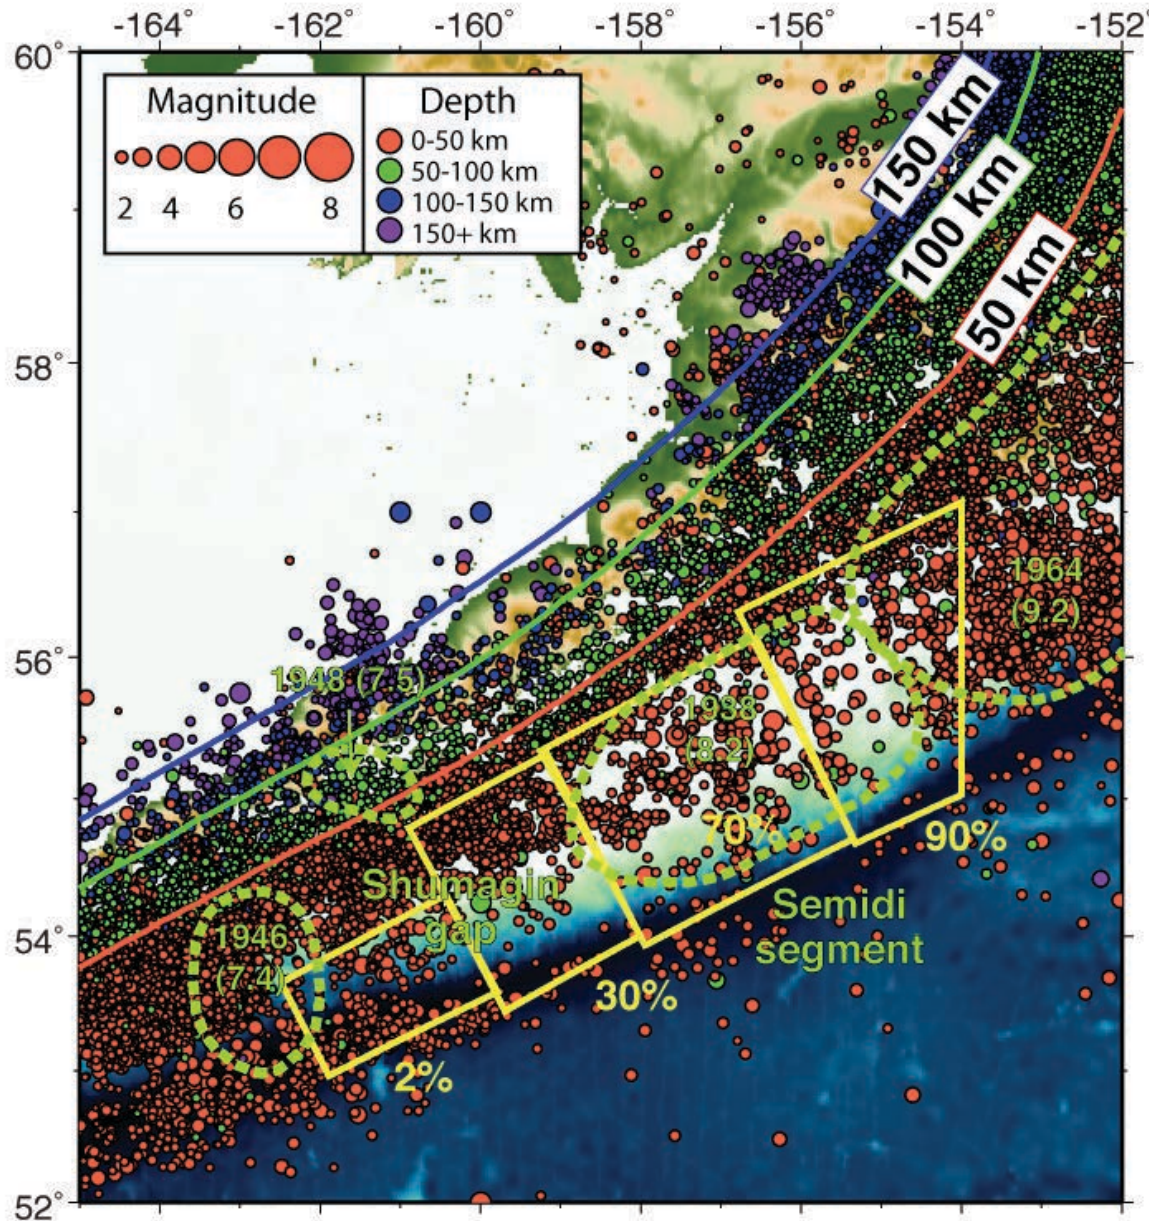 -164° -162° -160° -158° -156° -154° -152°
60°
58°
56°
54°
52°
Magnitude
2 4 6 8
Depth
0-50 km
50-100 km
100-150 km
150+ km
150 km
100 km
50 km
1964
(9.2)
1948 (7.5)
1938
(8.2)
70%
90%
Shumagin
gap
Semidi
segment
1946
(7.4)
30%
2%